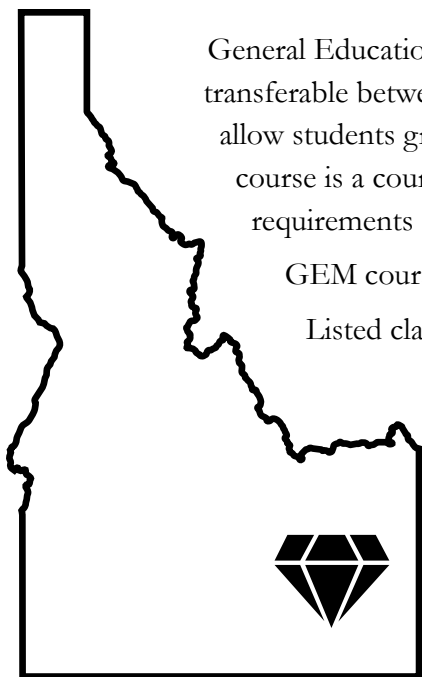 General Educatio
transferable betwe
allow students gr
course is a cour
requirements
GEM cour
Listed cla